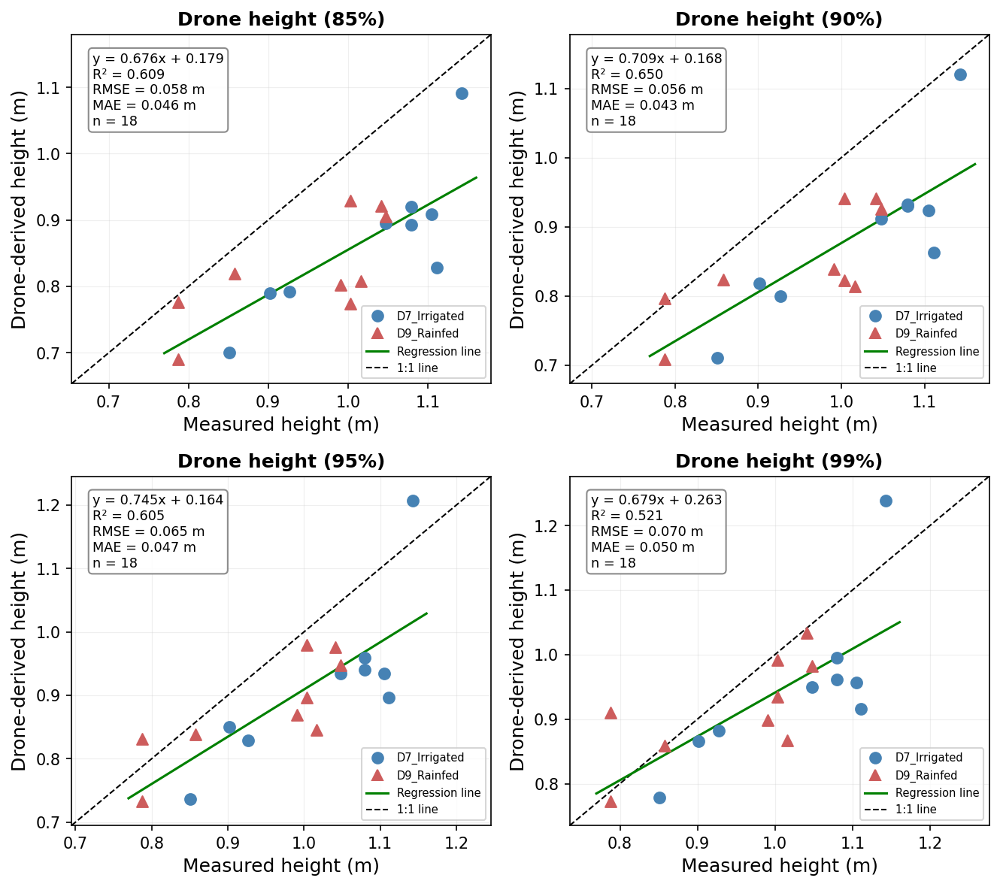 Drone height (85%)
y = 0.676x + 0.179
R² = 0.609
RMSE = 0.058 m
MAE = 0.046 m
n = 18
Drone-derived height (m)
1.1
1.0
0.9
0.8
0.7
D7_Irrigated
D9_Rainfed
Regression line
1:1 line
0.7 0.8 0.9 1.0 1.1
Measured height (m)
Drone height (90%)
y = 0.709x + 0.168
R² = 0.650
RMSE = 0.056 m
MAE = 0.043 m
n = 18
Drone-derived height (m)
1.1
1.0
0.9
0.8
0.7
D7_Irrigated
D9_Rainfed
Regression line
1:1 line
0.7 0.8 0.9 1.0 1.1
Measured height (m)
Drone height (95%)
y = 0.745x + 0.164
R² = 0.605
RMSE = 0.065 m
MAE = 0.047 m
n = 18
Drone-derived height (m)
1.2
1.1
1.0
0.9
0.8
0.7
D7_Irrigated
D9_Rainfed
Regression line
1:1 line
0.7 0.8 0.9 1.0 1.1 1.2
Measured height (m)
Drone height (99%)
y = 0.679x + 0.263
R² = 0.521
RMSE = 0.070 m
MAE = 0.050 m
n = 18
Drone-derived height (m)
1.2
1.1
1.0
0.9
0.8
D7_Irrigated
D9_Rainfed
Regression line
1:1 line
0.8 0.9 1.0 1.1 1.2
Measured height (m)